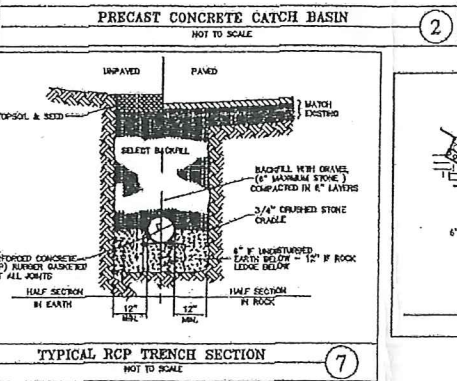 PRECAST CONCRETE CATCH BASIN
NOT TO SCALE
2
UNPAVED
PAVED
TOPSOIL & SEED
MATCH
EXISTING
SELECT BACKFILL
BACKFILL WITH GRAVEL
(6" MAXIMUM STONE)
COMPACTED IN 6" LAYERS
3/4" CRUSHED STONE
CRADLE
FORCED CONCRETE
P) RUBBER GASKETED
T ALL JOINTS
6" IF UNDISTURBED
EARTH BELOW - 12" IF ROCK
LEDGE BELOW
6"
HALF SECTION
IN EARTH
12"
MIN.
12"
MIN.
HALF SECTION
IN ROCK
TYPICAL RCP TRENCH SECTION
NOT TO SCALE
7